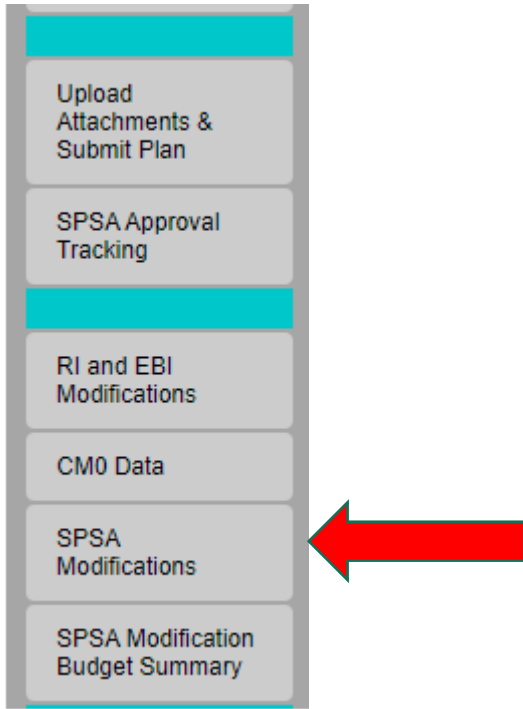 Upload
Attachments &
Submit Plan
SPSA Approval
Tracking
RI and EBI
Modifications
CM0 Data
SPSA
Modifications
SPSA Modification
Budget Summary